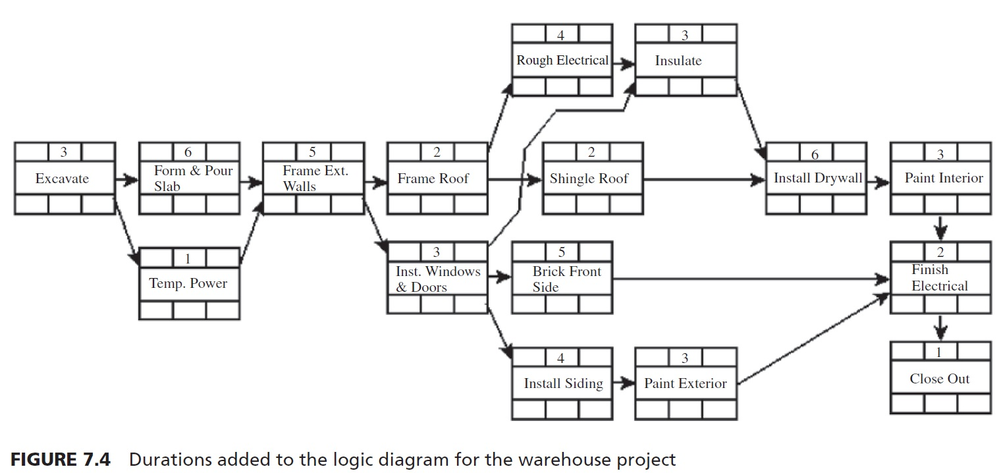 4
Rough Electrical
3
Insulate
3
Excavate
6
Form & Pour
Slab
5
Frame Ext.
Walls
2
Frame Roof
2
Shingle Roof
6
Install Drywall
3
Paint Interior
1
Temp. Power
3
Inst. Windows
& Doors
5
Brick Front
Side
2
Finish
Electrical
4
Install Siding
3
Paint Exterior
1
Close Out
FIGURE 7.4 Durations added to the logic diagram for the warehouse project